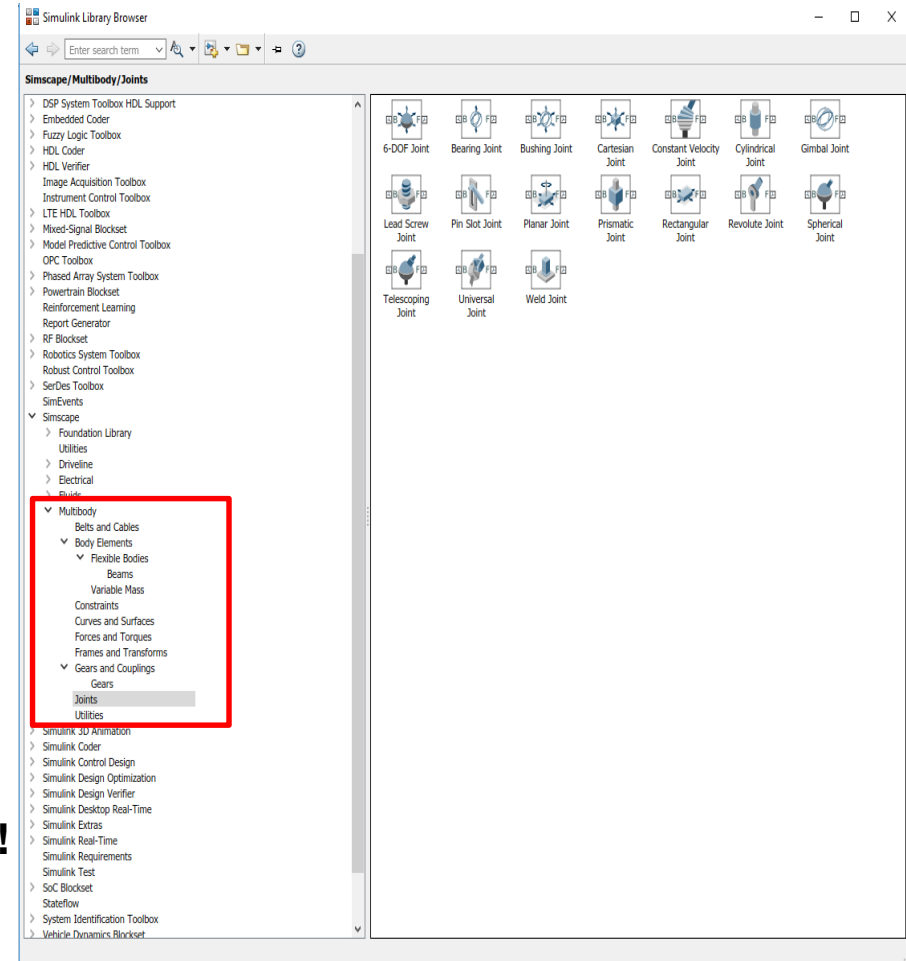 Simulink Library Browser
Enter search term
Simscape/Multibody/Joints
DSP System Toolbox HDL Support
Embedded Coder
Fuzzy Logic Toolbox
HDL Coder
HDL Verifier
Image Acquisition Toolbox
Instrument Control Toolbox
LTE HDL Toolbox
Mixed-Signal Blockset
Model Predictive Control Toolbox
OPC Toolbox
Phased Array System Toolbox
Powertrain Blockset
Reinforcement Learning
Report Generator
RF Blockset
Robotics System Toolbox
Robust Control Toolbox
SerDes Toolbox
SimEvents
Simscape
Foundation Library
Utilities
Driveline
Electrical
Fluids
Multibody
Belts and Cables
Body Elements
Flexible Bodies
Beams
Variable Mass
Constraints
Curves and Surfaces
Forces and Torques
Frames and Transforms
Gears and Couplings
Gears
Joints
Utilities
Simulink 3D Animation
Simulink Coder
Simulink Control Design
Simulink Design Optimization
Simulink Design Verifier
Simulink Desktop Real-Time
Simulink Extras
Simulink Real-Time
Simulink Requirements
Simulink Test
SoC Blockset
Stateflow
System Identification Toolbox
Vehicle Dynamics Blockset
!
B F B F B F B F B F B F B F
6-DOF Joint Bearing Joint Bushing Joint Cartesian Constant Velocity Cylindrical Gimbal Joint
Joint Joint Joint
B F B F B F B F B F B F B F
Lead Screw Pin Slot Joint Planar Joint Prismatic Rectangular Revolute Joint Spherical
Joint Joint Joint Joint
B F B F B F
Telescoping Universal Weld Joint
Joint Joint